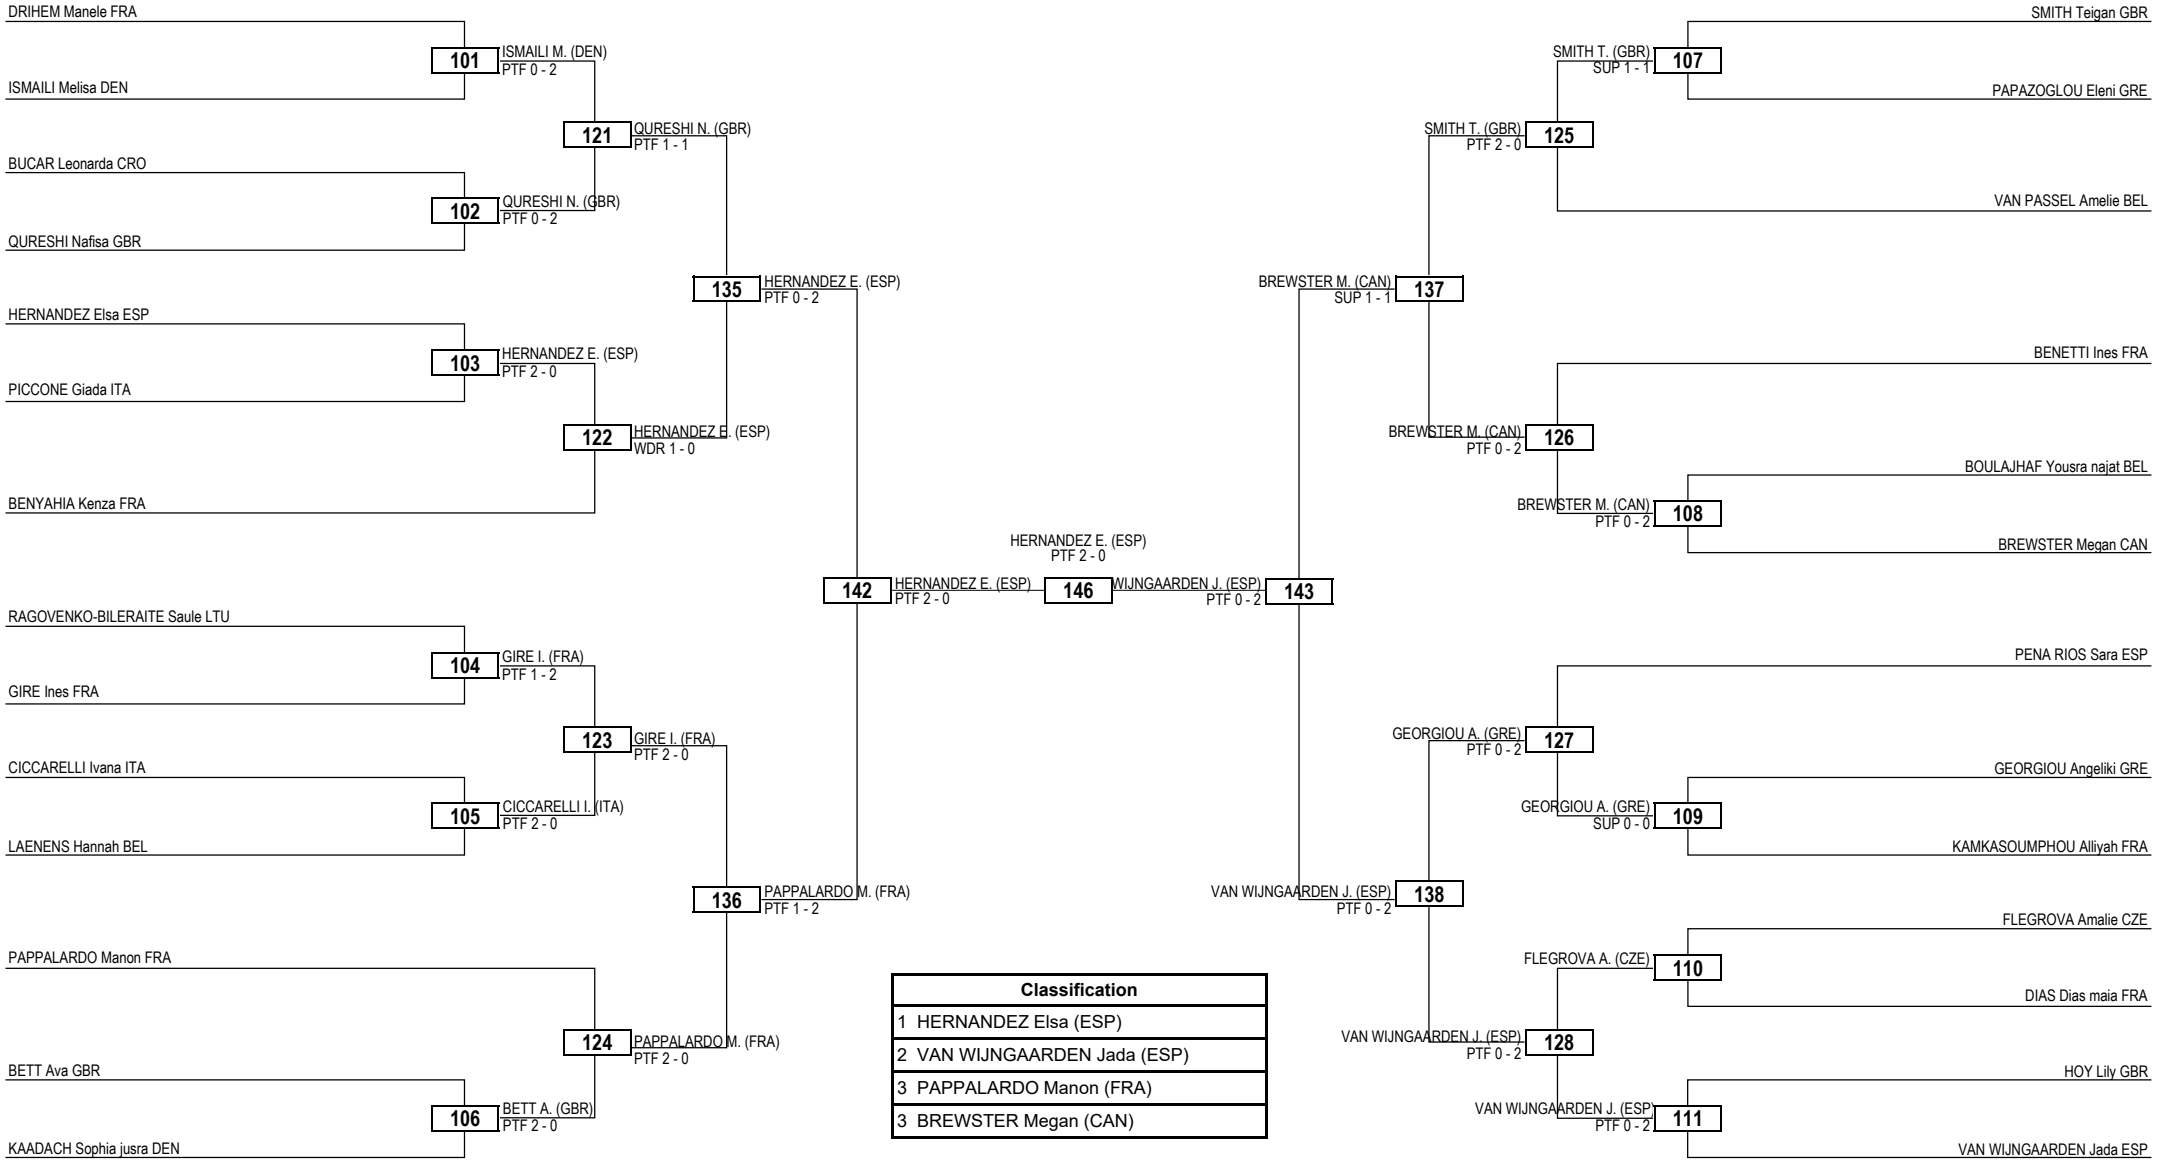 DRIHEM Manele FRA
101
ISMAILI M. (DEN)
PTF 0 - 2
ISMAILI Melisa DEN
121
QURESHI N. (GBR)
PTF 1 - 1
BUCAR Leonarda CRO
102
QURESHI N. (GBR)
PTF 0 - 2
QURESHI Nafisa GBR
135
HERNANDEZ E. (ESP)
PTF 0 - 2
HERNANDEZ Elsa ESP
103
HERNANDEZ E. (ESP)
PTF 2 - 0
PICCONE Giada ITA
122
HERNANDEZ E. (ESP)
WDR 1 - 0
BENYAHIA Kenza FRA
142
HERNANDEZ E. (ESP)
PTF 2 - 0
RAGOVENKO-BILERAITE Saule LTU
104
GIRE I. (FRA)
PTF 1 - 2
GIRE Ines FRA
123
GIRE I. (FRA)
PTF 2 - 0
CICCARELLI Ivana ITA
105
CICCARELLI I. (ITA)
PTF 2 - 0
LAENENS Hannah BEL
136
PAPPALARDO M. (FRA)
PTF 1 - 2
PAPPALARDO Manon FRA
124
PAPPALARDO M. (FRA)
PTF 2 - 0
BETT Ava GBR
106
BETT A. (GBR)
PTF 2 - 0
KAADACH Sophia jusra DEN
HERNANDEZ E. (ESP)
PTF 2 - 0
146
WIJNGAARDEN J. (ESP)
PTF 0 - 2
143
SMITH Teigan GBR
SMITH T. (GBR)
SUP 1 - 1
107
PAPAZOGLOU Eleni GRE
SMITH T. (GBR)
PTF 2 - 0
125
VAN PASSEL Amelie BEL
BREWSTER M. (CAN)
SUP 1 - 1
137
BENETTI Ines FRA
BREWSTER M. (CAN)
PTF 0 - 2
126
BOULAJHAF Yousra najat BEL
BREWSTER M. (CAN)
PTF 0 - 2
108
BREWSTER Megan CAN
PENA RIOS Sara ESP
GEORGIOU A. (GRE)
PTF 0 - 2
127
GEORGIOU Angeliki GRE
GEORGIOU A. (GRE)
SUP 0 - 0
109
KAMKASOUMPHOU Alliyah FRA
VAN WIJNGAARDEN J. (ESP)
PTF 0 - 2
138
FLEGROVA Amalie CZE
FLEGROVA A. (CZE)
110
DIAS Dias maia FRA
VAN WIJNGAARDEN J. (ESP)
PTF 0 - 2
128
HOY Lily GBR
VAN WIJNGAARDEN J. (ESP)
PTF 0 - 2
111
VAN WIJNGAARDEN Jada ESP
Classification
1 HERNANDEZ Elsa (ESP)
2 VAN WIJNGAARDEN Jada (ESP)
3 PAPPALARDO Manon (FRA)
3 BREWSTER Megan (CAN)